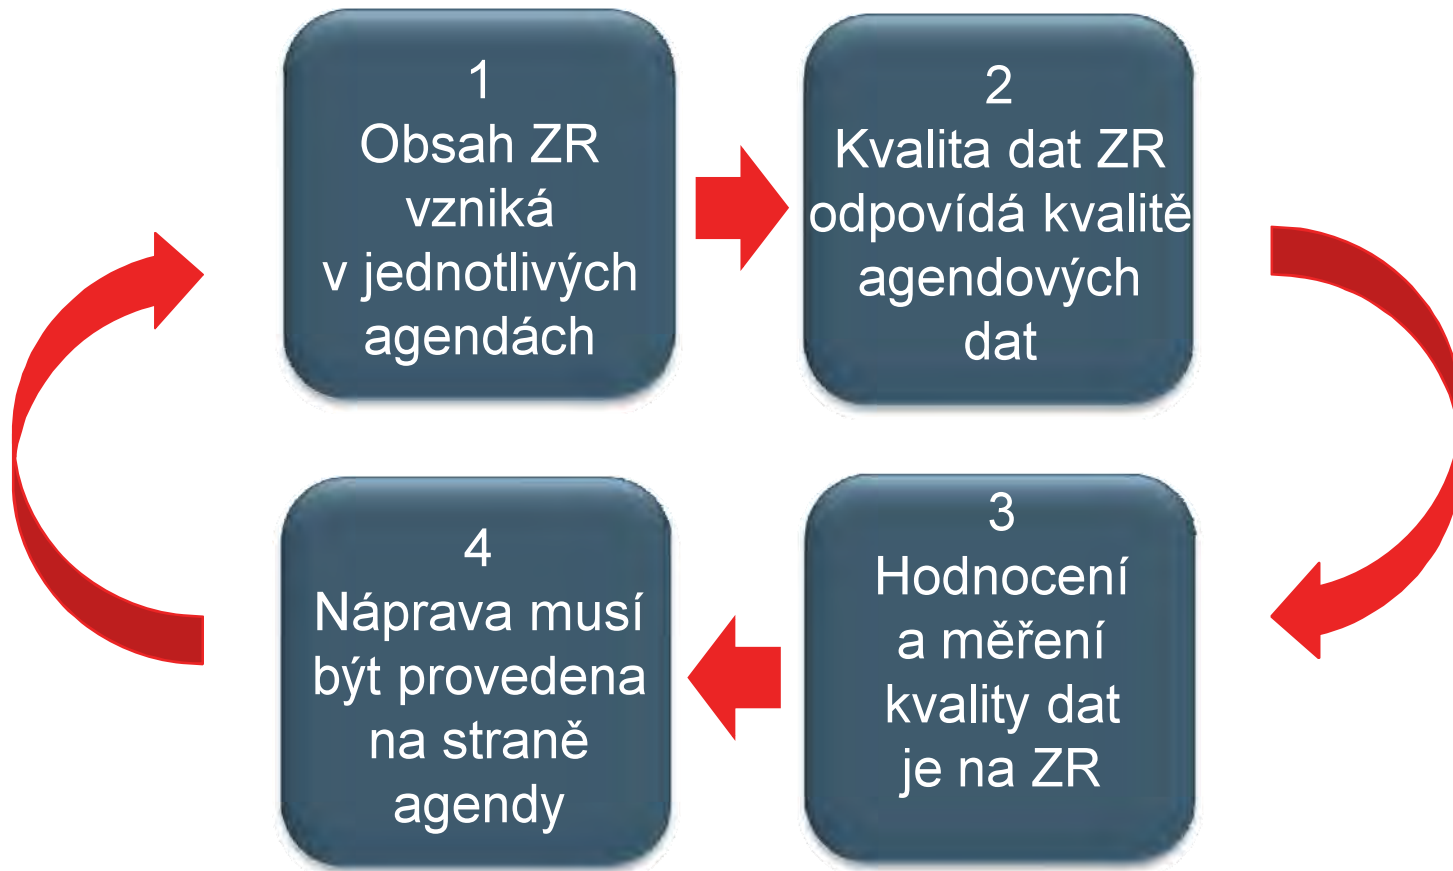 1
Obsah ZR
vzniká
v jednotlivých
agendách
2
Kvalita dat ZR
odpovídá kvalitě
agendových
dat
3
Hodnocení
a měření
kvality dat
je na ZR
4
Náprava musí
být provedena
na straně
agendy